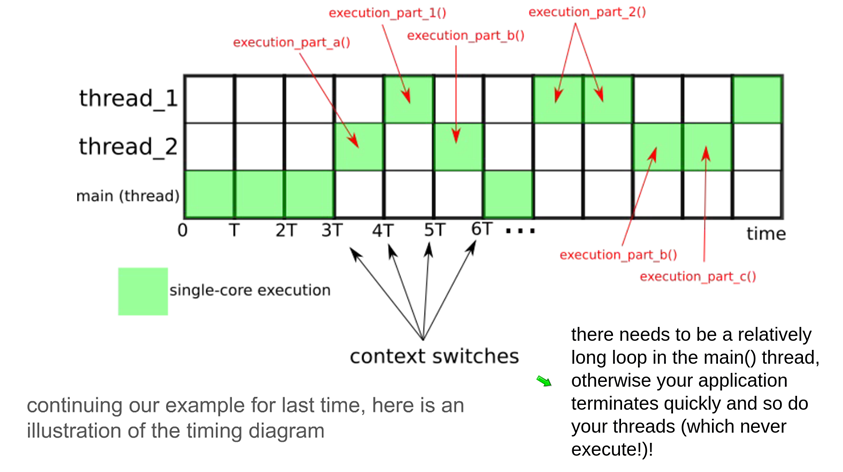 execution_part_1()
execution_part_2()
execution_part_a()
execution_part_b()
thread_1
thread_2
main (thread)
0 T 2T 3T 4T 5T 6T ...
time
execution_part_b()
execution_part_c()
single-core execution
context switches
there needs to be a relatively
long loop in the main() thread,
otherwise your application
terminates quickly and so do
your threads (which never
execute!)!
continuing our example for last time, here is an
illustration of the timing diagram